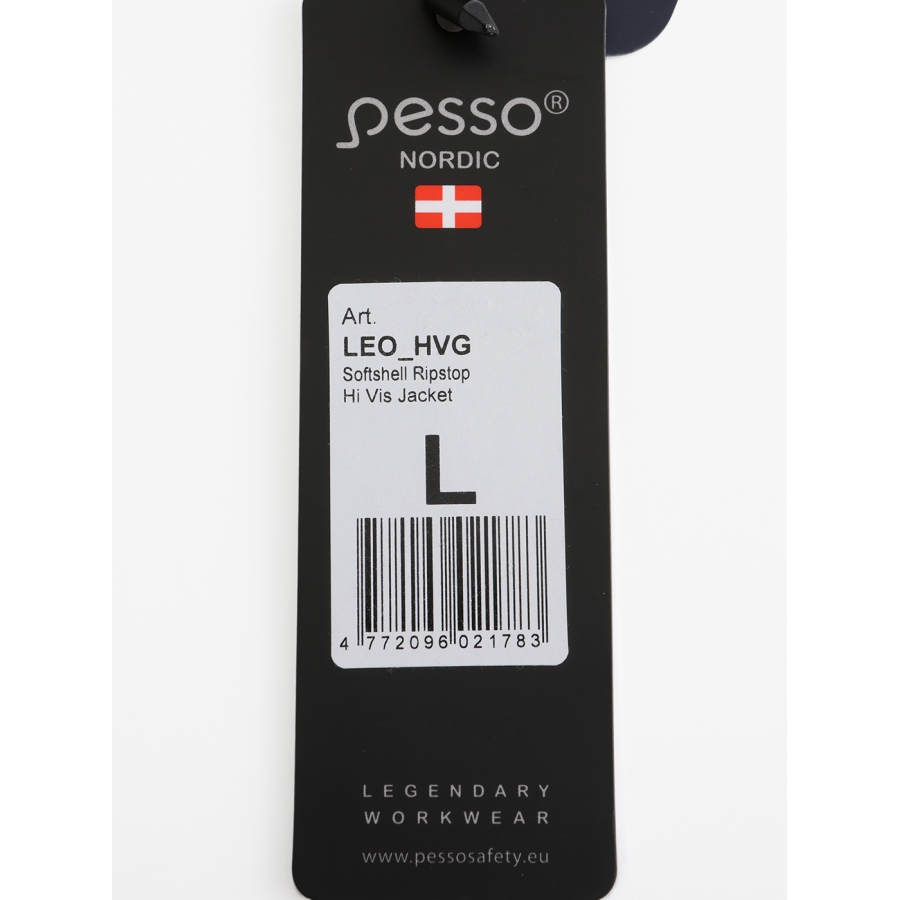 pesso®
NORDIC
Art.
LEO_HVG
Softshell Ripstop
Hi Vis Jacket
L
4 772096 021783
LEGENDARY
WORKWEAR
www.pessosafety.eu